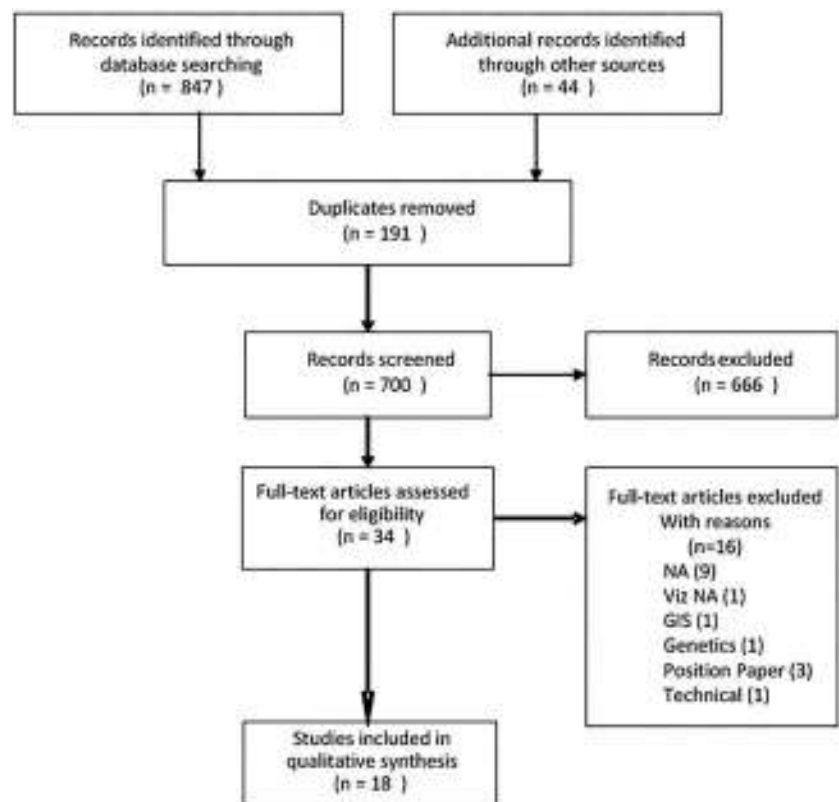 Records identified through
database searching
(n = 847 )
Additional records identified
through other sources
(n = 44 )
Duplicates removed
(n = 191 )
Records screened
(n = 700 )
Records excluded
(n = 666 )
Full-text articles assessed
for eligibility
(n = 34 )
Full-text articles excluded
With reasons
(n=16)
NA (9)
Viz NA (1)
GIS (1)
Genetics (1)
Position Paper (3)
Technical (1)
Studies included in
qualitative synthesis
(n = 18 )